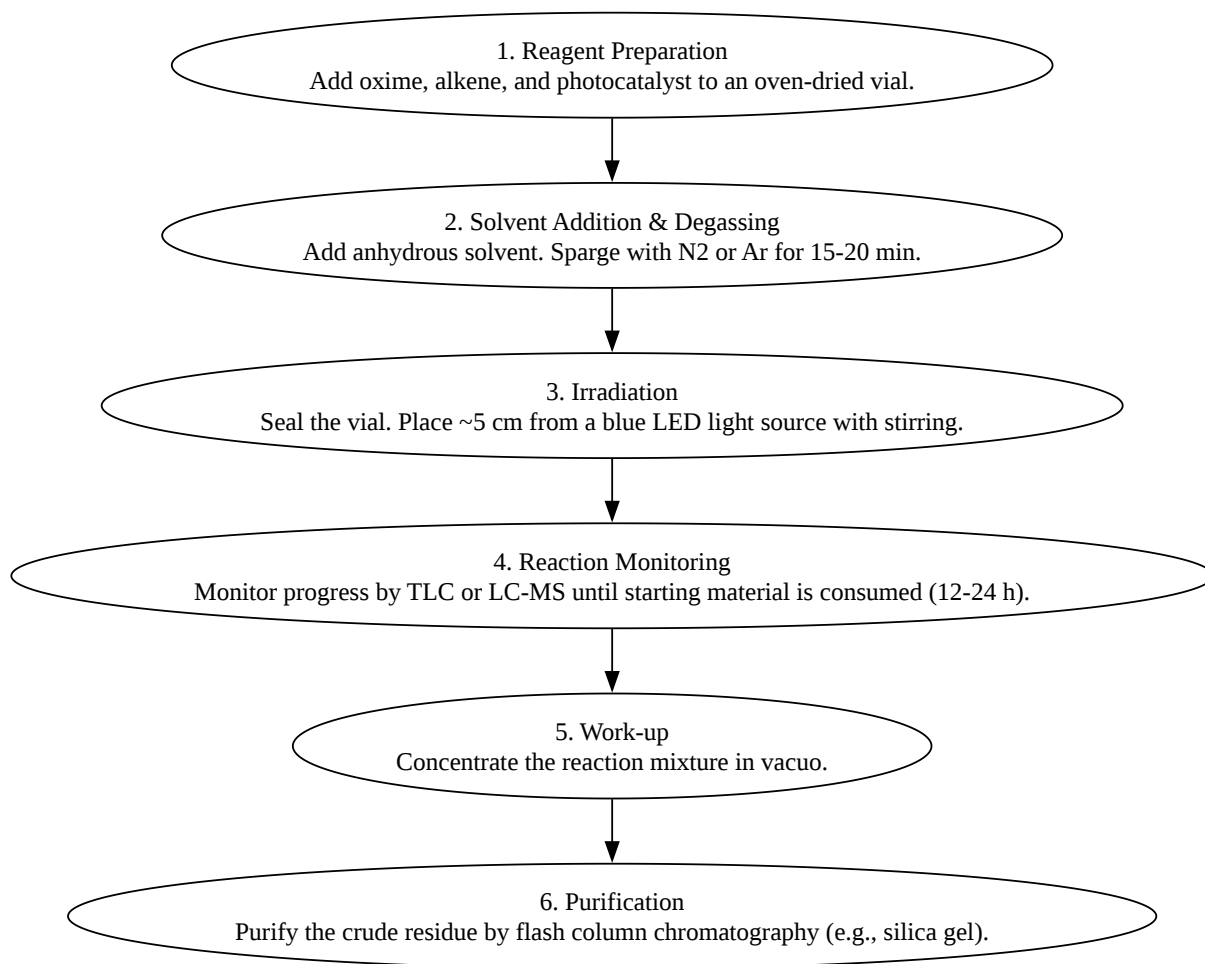 1. Reagent Preparation
Add oxime, alkene, and photocatalyst to an oven-dried vial.
2. Solvent Addition & Degassing
Add anhydrous solvent. Sparge with N2 or Ar for 15-20 min.
3. Irradiation
Seal the vial. Place ~5 cm from a blue LED light source with stirring.
4. Reaction Monitoring
Monitor progress by TLC or LC-MS until starting material is consumed (12-24 h).
5. Work-up
Concentrate the reaction mixture in vacuo.
6. Purification
Purify the crude residue by flash column chromatography (e.g., silica gel).